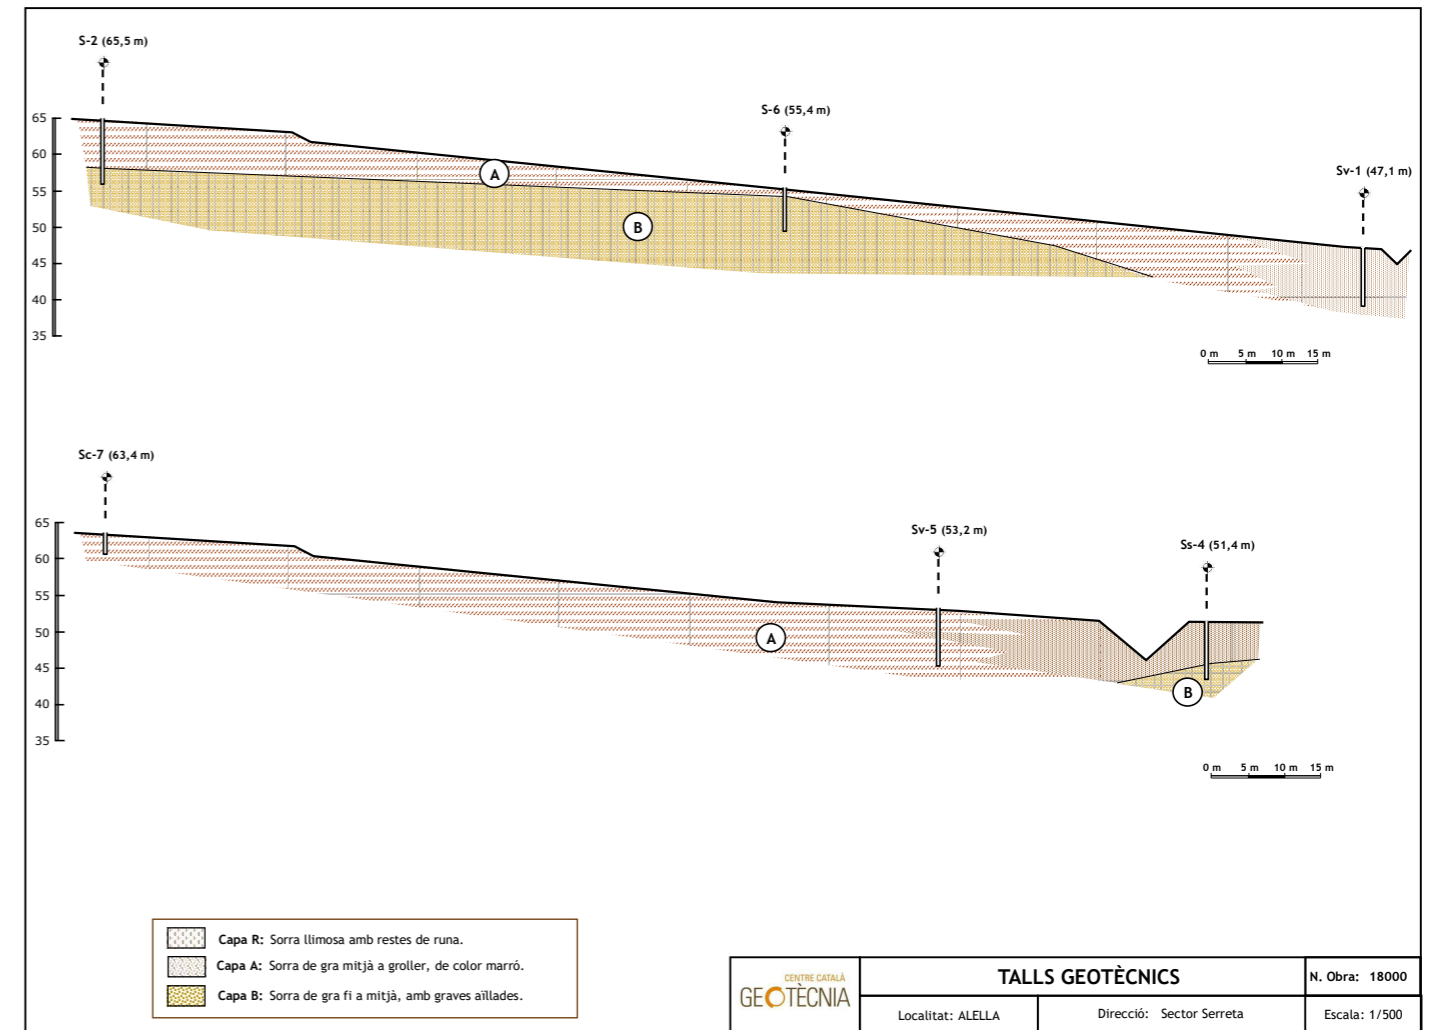 S-2 (65,5 m)
S-6 (55,4 m)
Sv-1 (47,1 m)
65
60
55
50
45
40
35
A
B
0 m 5 m 10 m 15 m
Sc-7 (63,4 m)
Sv-5 (53,2 m)
Ss-4 (51,4 m)
65
60
55
50
45
40
35
A
B
0 m 5 m 10 m 15 m
Capa R: Sorra llimosa amb restes de runa.
Capa A: Sorra de gra mitjà a groller, de color marró.
Capa B: Sorra de gra fi a mitjà, amb graves aïllades.
CENTRE CATALÀ
GEOTÈCNIA
TALLS GEOTÈCNICS
N. Obra: 18000
Localitat: ALELLA
Direcció: Sector Serreta
Escala: 1/500